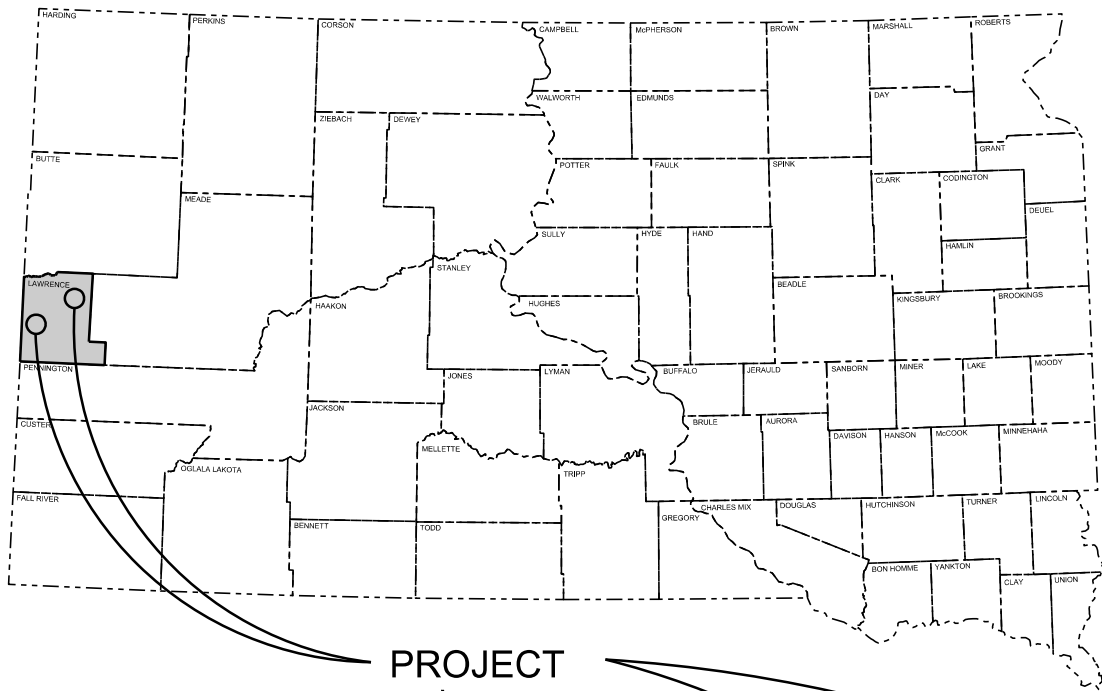 HARDING
PERKINS
CORSON
CAMPBELL
McPHERSON
BROWN
MARSHALL
ROBERTS
WALWORTH
EDMUNDS
DAY
ZIEBACH
DEWEY
GRANT
BUTTE
POTTER
FAULK
SPINK
CLARK
CODINGTON
MEADE
DEUEL
SULLY
HYDE
HAND
HAMLIN
STANLEY
LAWRENCE
BEADLE
HAAKON
HUGHES
KINGSBURY
BROOKINGS
PENNINGTON
JONES
LYMAN
BUFFALO
JERAULD
SANBORN
MINER
LAKE
MOODY
JACKSON
CUSTER
BRULE
AURORA
DAVISON
HANSON
McCOOK
MINNEHAHA
OGLALA LAKOTA
MELLETTE
TRIPP
FALL RIVER
GREGORY
CHARLES MIX
DOUGLAS
HUTCHINSON
TURNER
LINCOLN
BENNETT
TODD
BON HOMME
YANKTON
CLAY
UNION
PROJECT